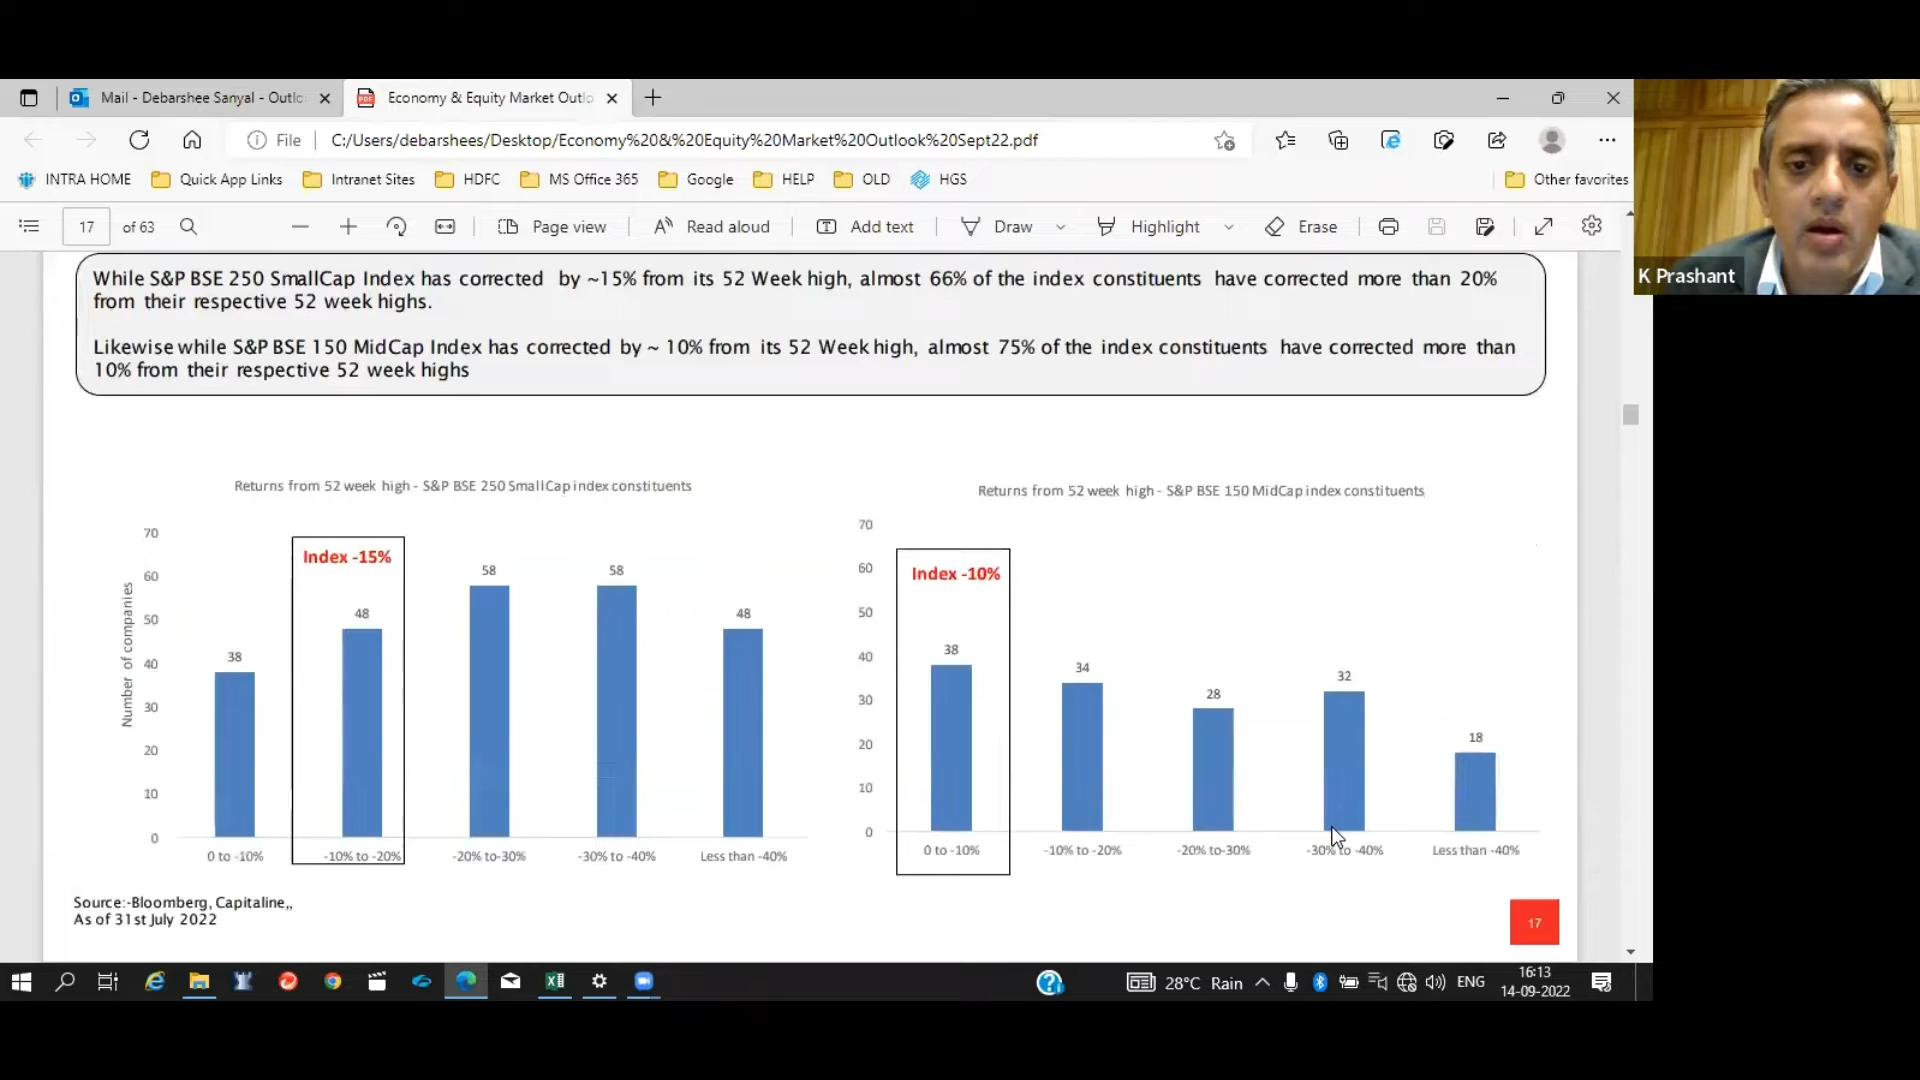 Mail - Debarshee Sanyal - Outlo
Economy & Equity Market Outlo
File
C:/Users/debarshees/Desktop/Economy%20&%20Equity%20Market%20Outlook%20Sept22.pdf
INTRA HOME
Quick App Links
Intranet Sites
HDFC
MS Office 365
Google
HELP
OLD
HGS
Other favorites
17 of 63
Page view
Read aloud
Add text
Draw
Highlight
Erase
K Prashant
While S&P BSE 250 SmallCap Index has corrected by ~15% from its 52 Week high, almost 66% of the index constituents have corrected more than 20%
from their respective 52 week highs.
Likewise while S&P BSE 150 MidCap Index has corrected by ~ 10% from its 52 Week high, almost 75% of the index constituents have corrected more than
10% from their respective 52 week highs
Returns from 52 week high - S&P BSE 250 SmallCap index constituents
Number of companies
70
60
50
40
30
20
10
0
Index -15%
38
48
58
58
48
0 to -10%
-10% to -20%
-20% to-30%
-30% to -40%
Less than -40%
Returns from 52 week high - S&P BSE 150 MidCap index constituents
70
60
50
40
30
20
10
0
Index -10%
38
34
28
32
18
0 to -10%
-10% to -20%
-20% to-30%
-30% to -40%
Less than -40%
Source:-Bloomberg, Capitaline,,
As of 31st July 2022
17
28°C Rain
ENG
16:13
14-09-2022